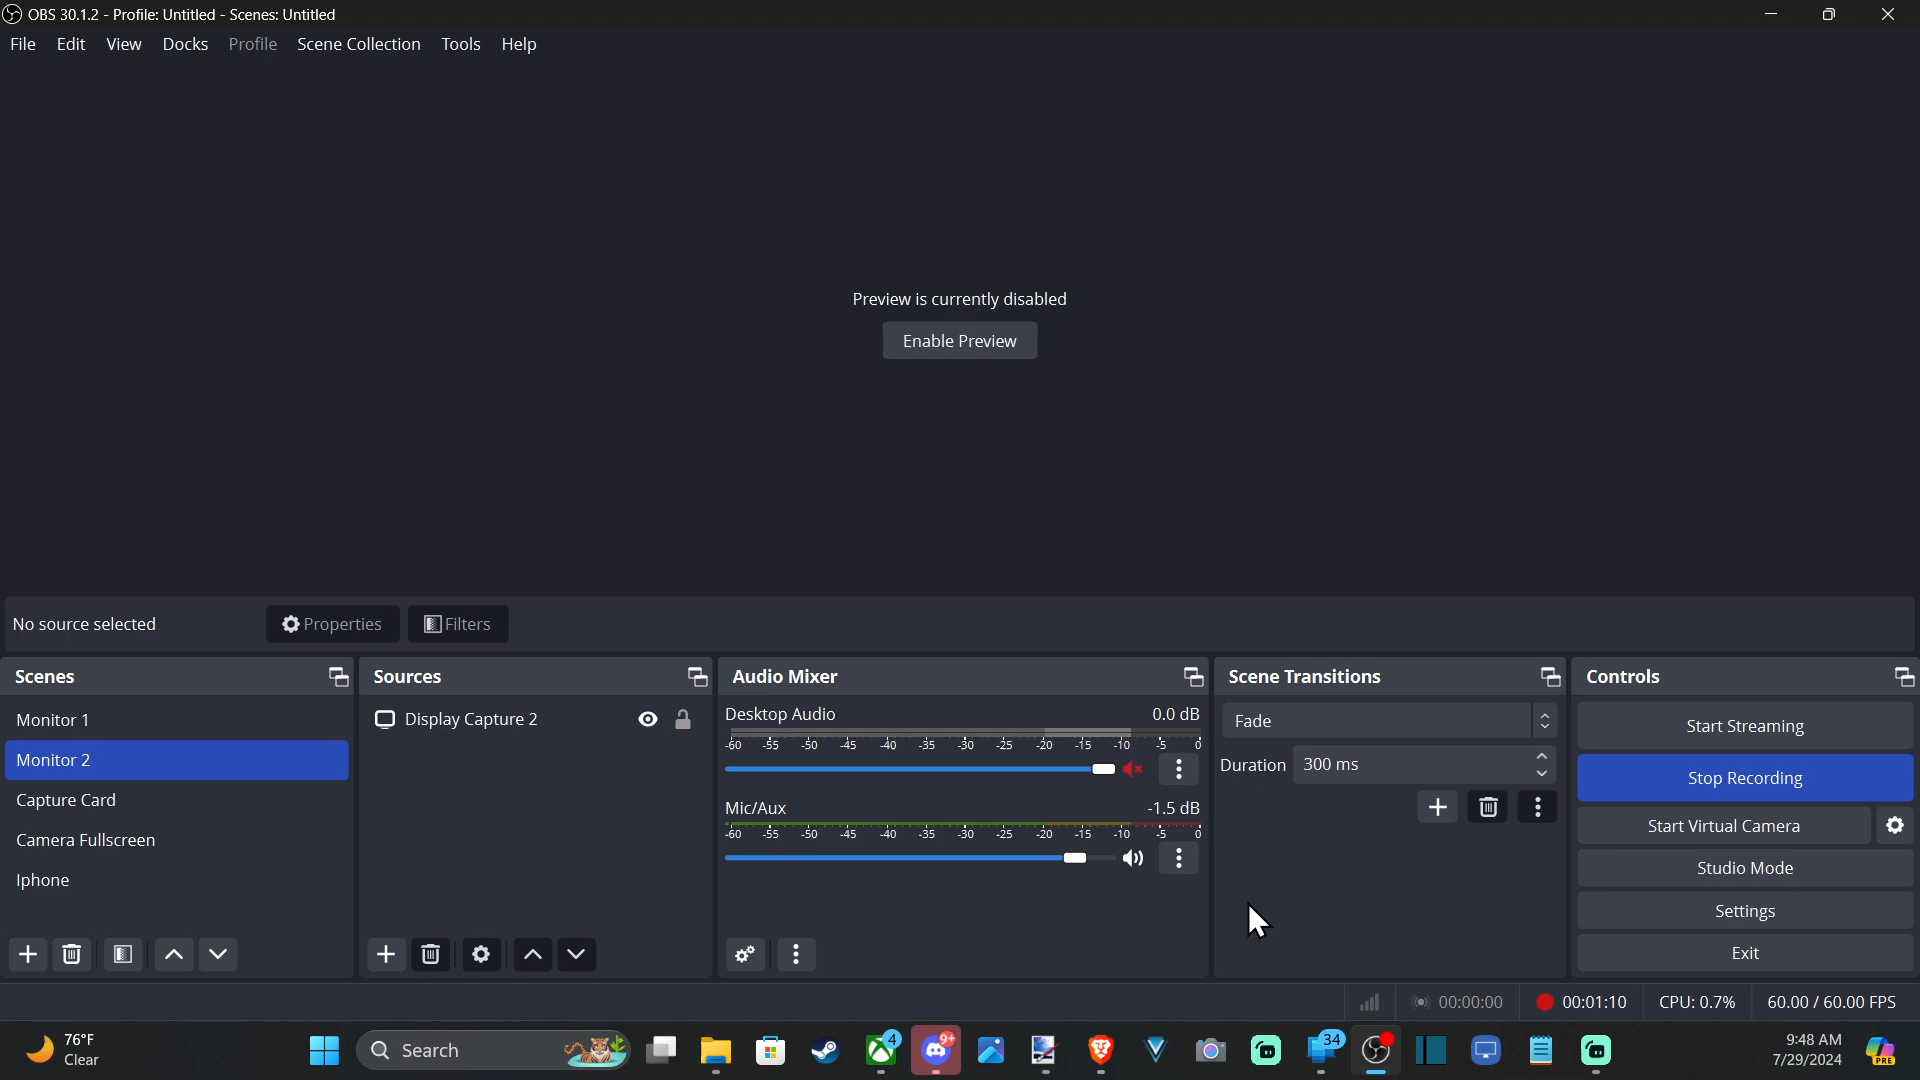 OBS 30.1.2 - Profile: Untitled - Scenes: Untitled
File Edit View Docks Profile Scene Collection Tools Help
Preview is currently disabled
Enable Preview
No source selected Properties Filters
Scenes
Monitor 1
Monitor 2
Capture Card
Camera Fullscreen
Iphone
Sources
Display Capture 2
Audio Mixer
Desktop Audio 0.0 dB
-60 -55 -50 -45 -40 -35 -30 -25 -20 -15 -10 -5 0
Mic/Aux -1.5 dB
-60 -55 -50 -45 -40 -35 -30 -25 -20 -15 -10 -5 0
Scene Transitions
Fade
Duration 300 ms
Controls
Start Streaming
Stop Recording
Start Virtual Camera
Studio Mode
Settings
Exit
00:00:00 00:01:10 CPU: 0.7% 60.00 / 60.00 FPS
76°F
Clear
Search
4
9+
34
9:48 AM
7/29/2024
PRE